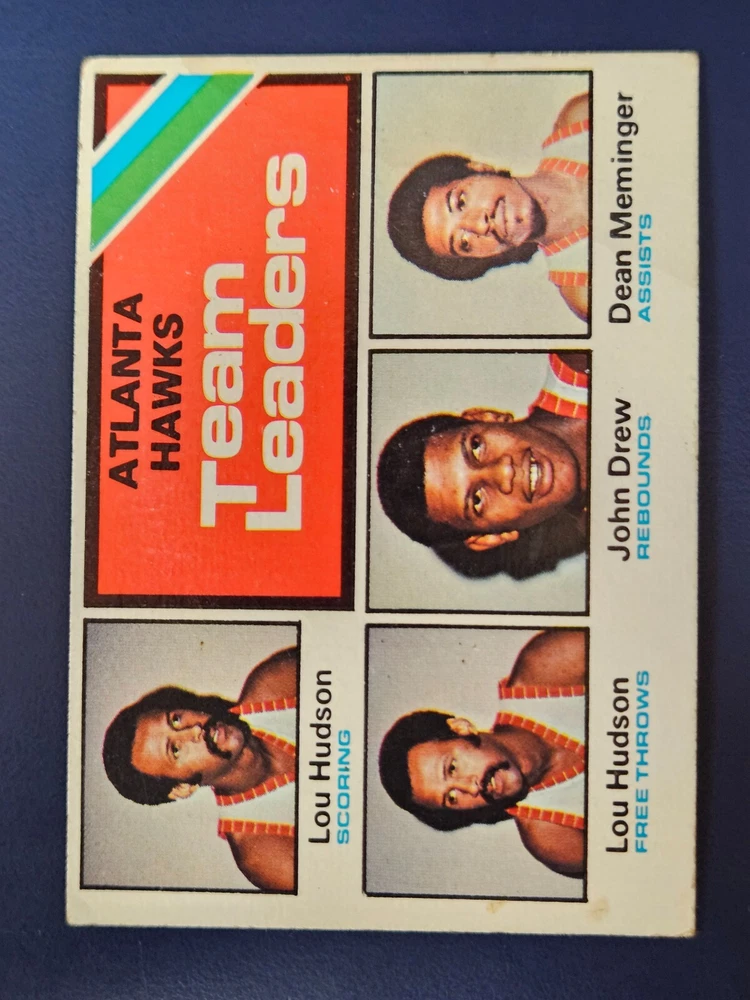 ATLANTA
HAWKS
Team
Leaders
Lou Hudson
SCORING
Lou Hudson
FREE THROWS
John Drew
REBOUNDS
Dean Meminger
ASSISTS